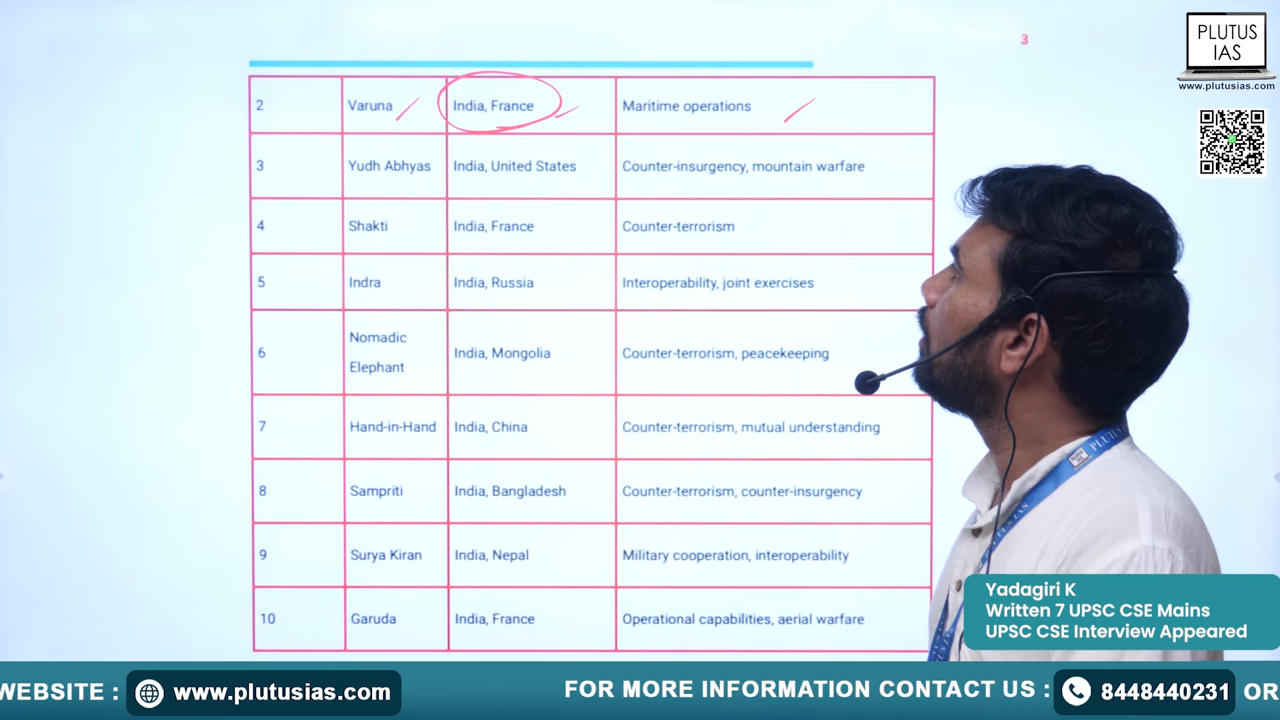 3
PLUTUS
IAS
www.plutusias.com
2 Varuna India, France Maritime operations
3 Yudh Abhyas India, United States Counter-insurgency, mountain warfare
4 Shakti India, France Counter-terrorism
5 Indra India, Russia Interoperability, joint exercises
6 Nomadic Elephant India, Mongolia Counter-terrorism, peacekeeping
7 Hand-in-Hand India, China Counter-terrorism, mutual understanding
8 Sampriti India, Bangladesh Counter-terrorism, counter-insurgency
9 Surya Kiran India, Nepal Military cooperation, interoperability
10 Garuda India, France Operational capabilities, aerial warfare
Yadagiri K
Written 7 UPSC CSE Mains
UPSC CSE Interview Appeared
WEBSITE : www.plutusias.com FOR MORE INFORMATION CONTACT US : 8448440231 OR